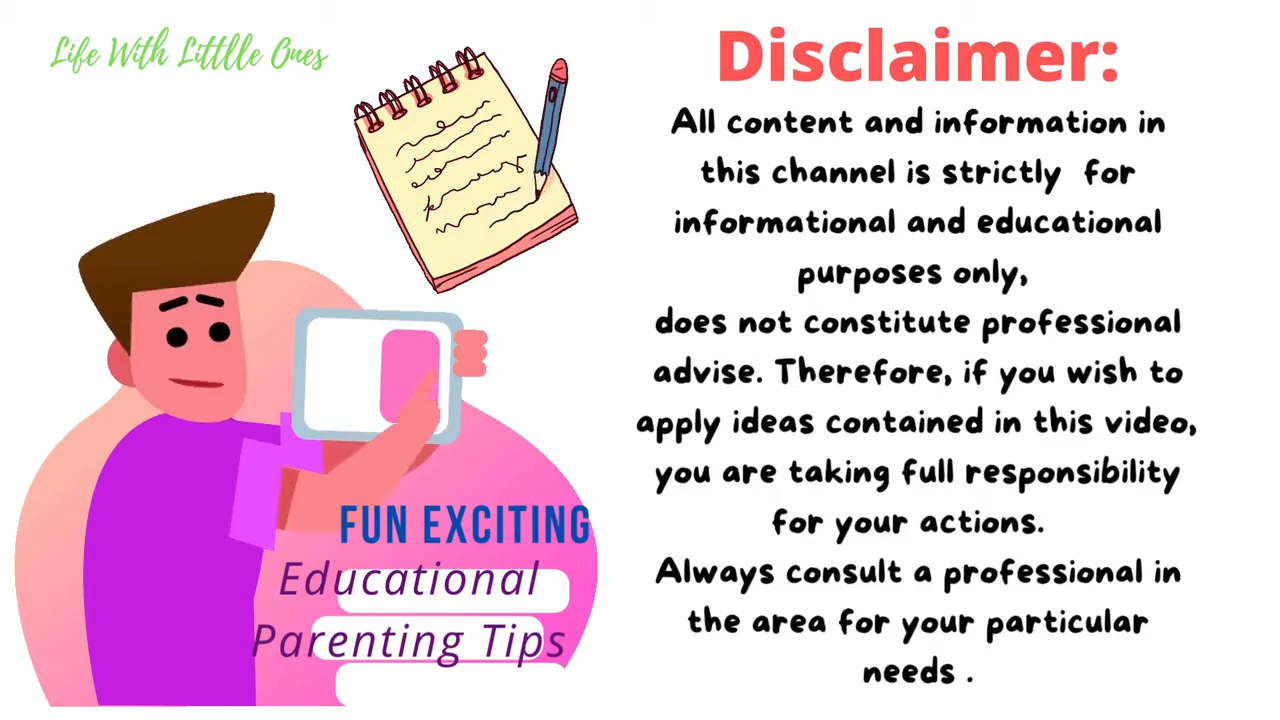 Life With Litttle Ones
FUN EXCITING
Educational
Parenting Tips
Disclaimer:
All content and information in
this channel is strictly for
informational and educational
purposes only,
does not constitute professional
advise. Therefore, if you wish to
apply ideas contained in this video,
you are taking full responsibility
for your actions.
Always consult a professional in
the area for your particular
needs .